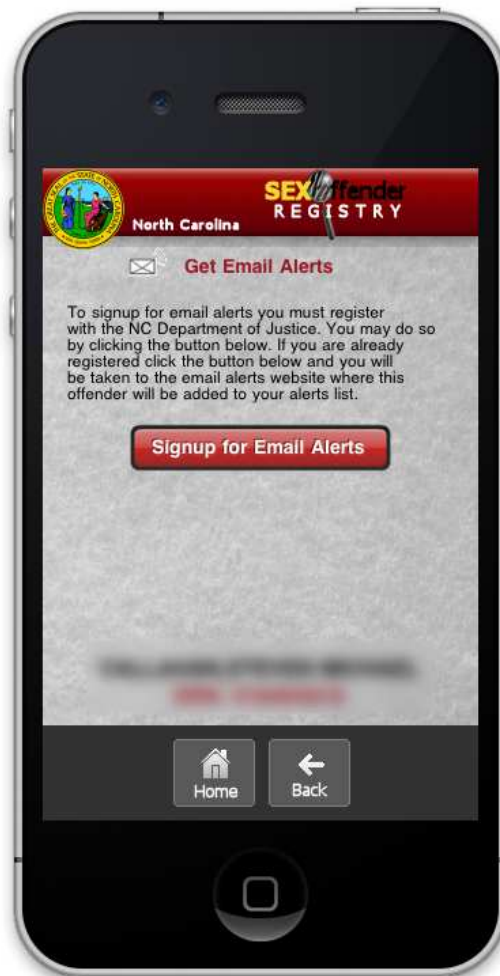 SEX Offender
REGISTRY
North Carolina
Get Email Alerts
To signup for email alerts you must register
with the NC Department of Justice. You may do so
by clicking the button below. If you are already
registered click the button below and you will
be taken to the email alerts website where this
offender will be added to your alerts list.
Signup for Email Alerts
Home
Back